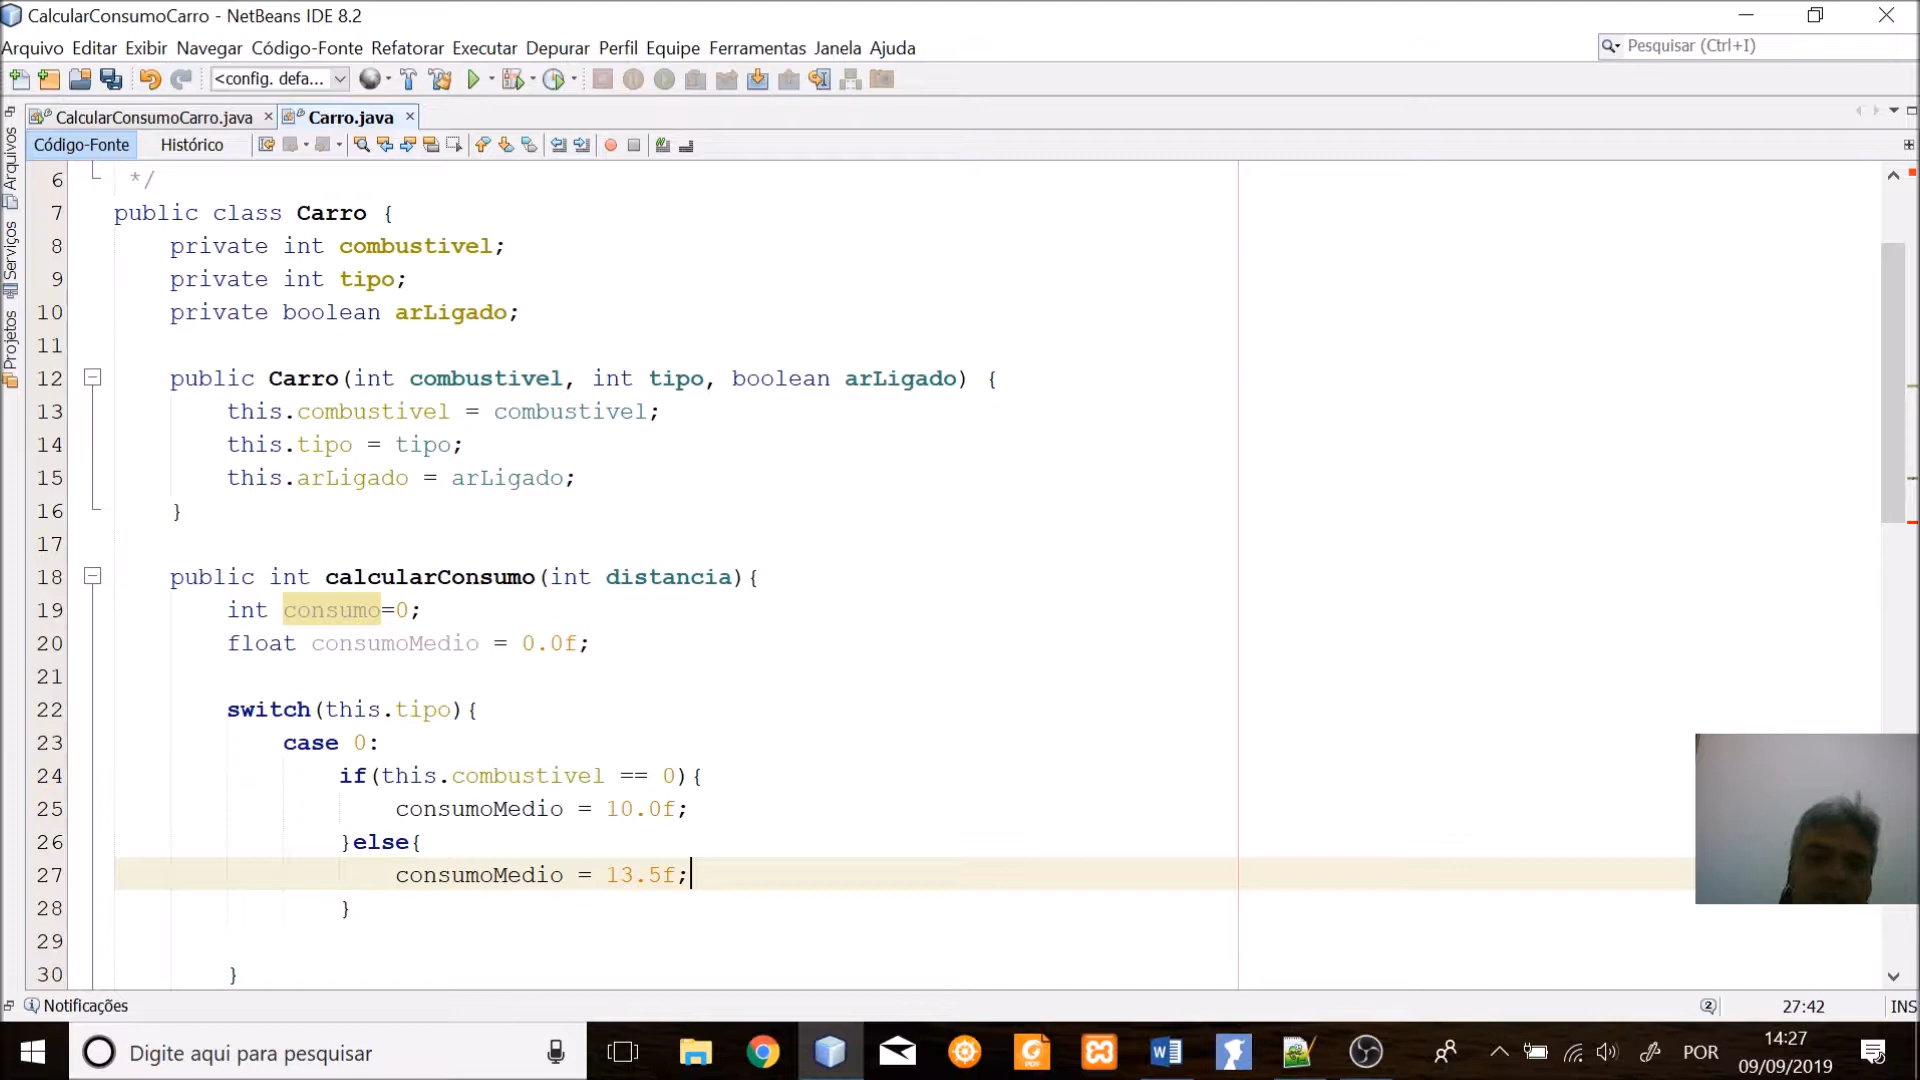 CalcularConsumoCarro - NetBeans IDE 8.2
Arquivo Editar Exibir Navegar Código-Fonte Refatorar Executar Depurar Perfil Equipe Ferramentas Janela Ajuda
Pesquisar (Ctrl+I)
<config. defa...
CalcularConsumoCarro.java
Carro.java
Código-Fonte Histórico
Arquivos
Serviços
Projetos
6 */
7 public class Carro {
8 private int combustivel;
9 private int tipo;
10 private boolean arLigado;
11
12 public Carro(int combustivel, int tipo, boolean arLigado) {
13 this.combustivel = combustivel;
14 this.tipo = tipo;
15 this.arLigado = arLigado;
16 }
17
18 public int calcularConsumo(int distancia){
19 int consumo=0;
20 float consumoMedio = 0.0f;
21
22 switch(this.tipo){
23 case 0:
24 if(this.combustivel == 0){
25 consumoMedio = 10.0f;
26 }else{
27 consumoMedio = 13.5f;
28 }
29
30 }
Notificações
2
27:42
INS
Digite aqui para pesquisar
POR
14:27
09/09/2019